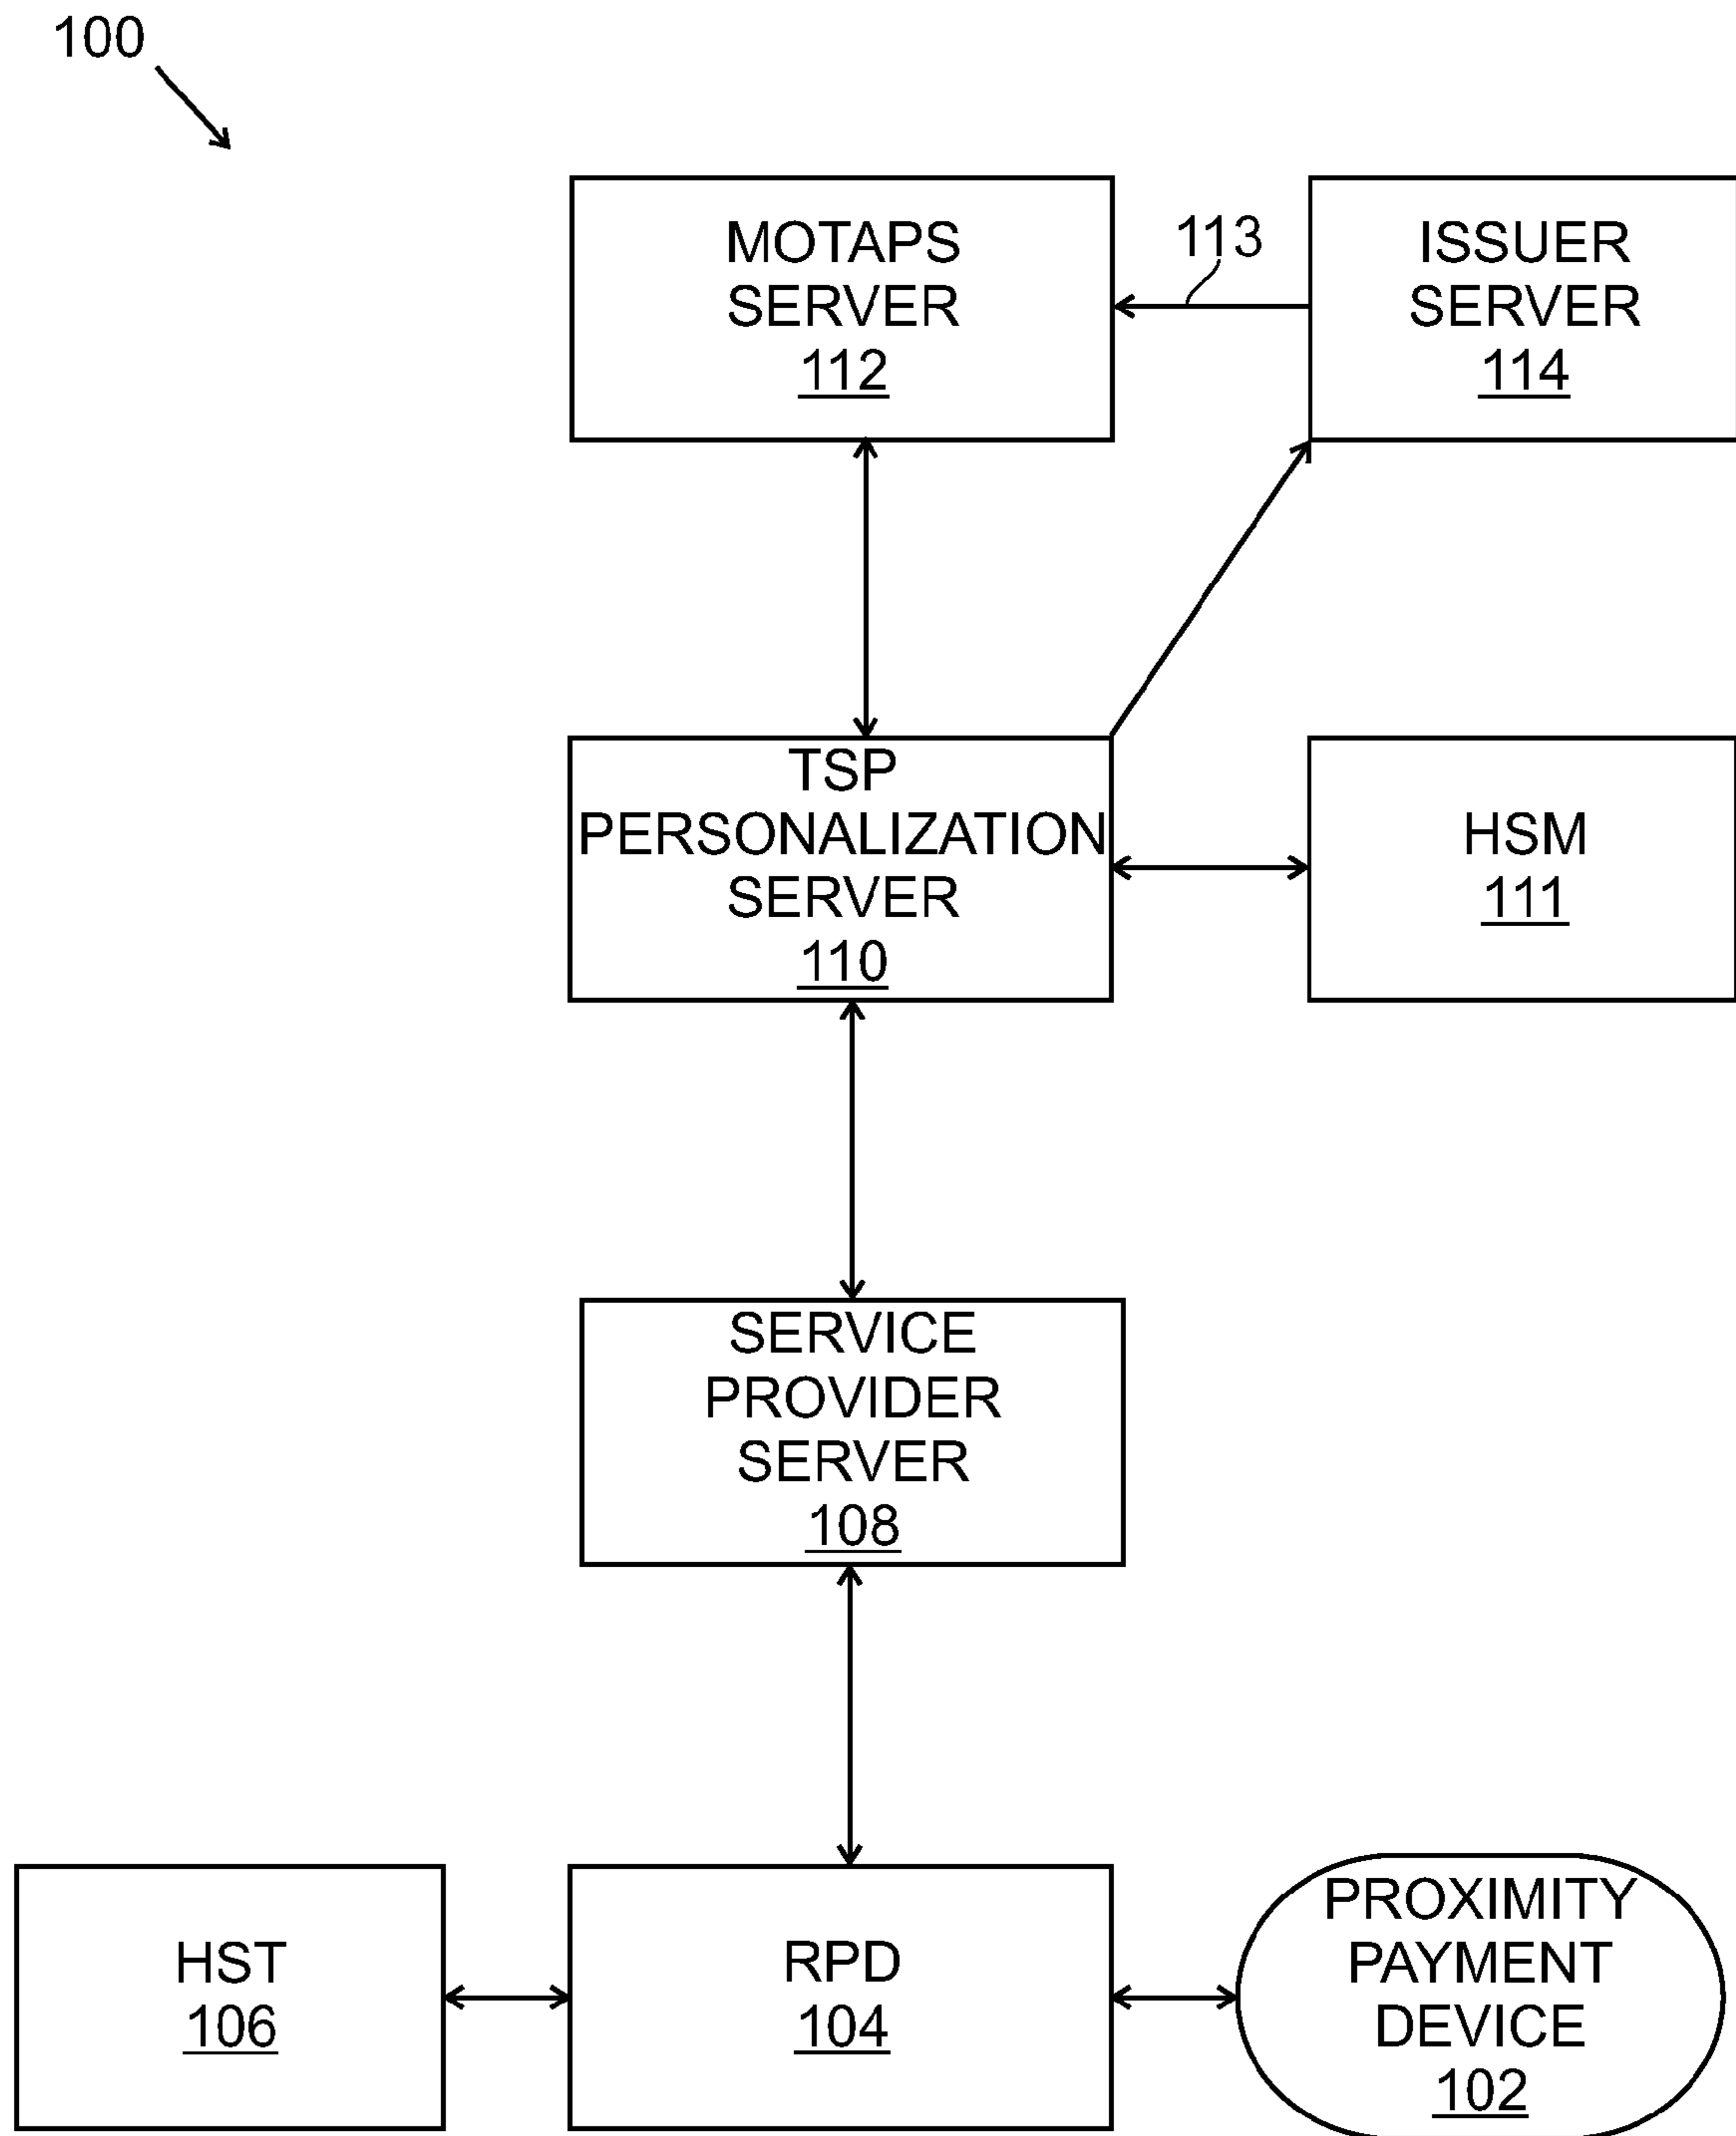 100
MOTAPS
SERVER
112
113
ISSUER
SERVER
114
TSP
PERSONALIZATION
SERVER
110
HSM
111
SERVICE
PROVIDER
SERVER
108
HST
106
RPD
104
PROXIMITY
PAYMENT
DEVICE
102